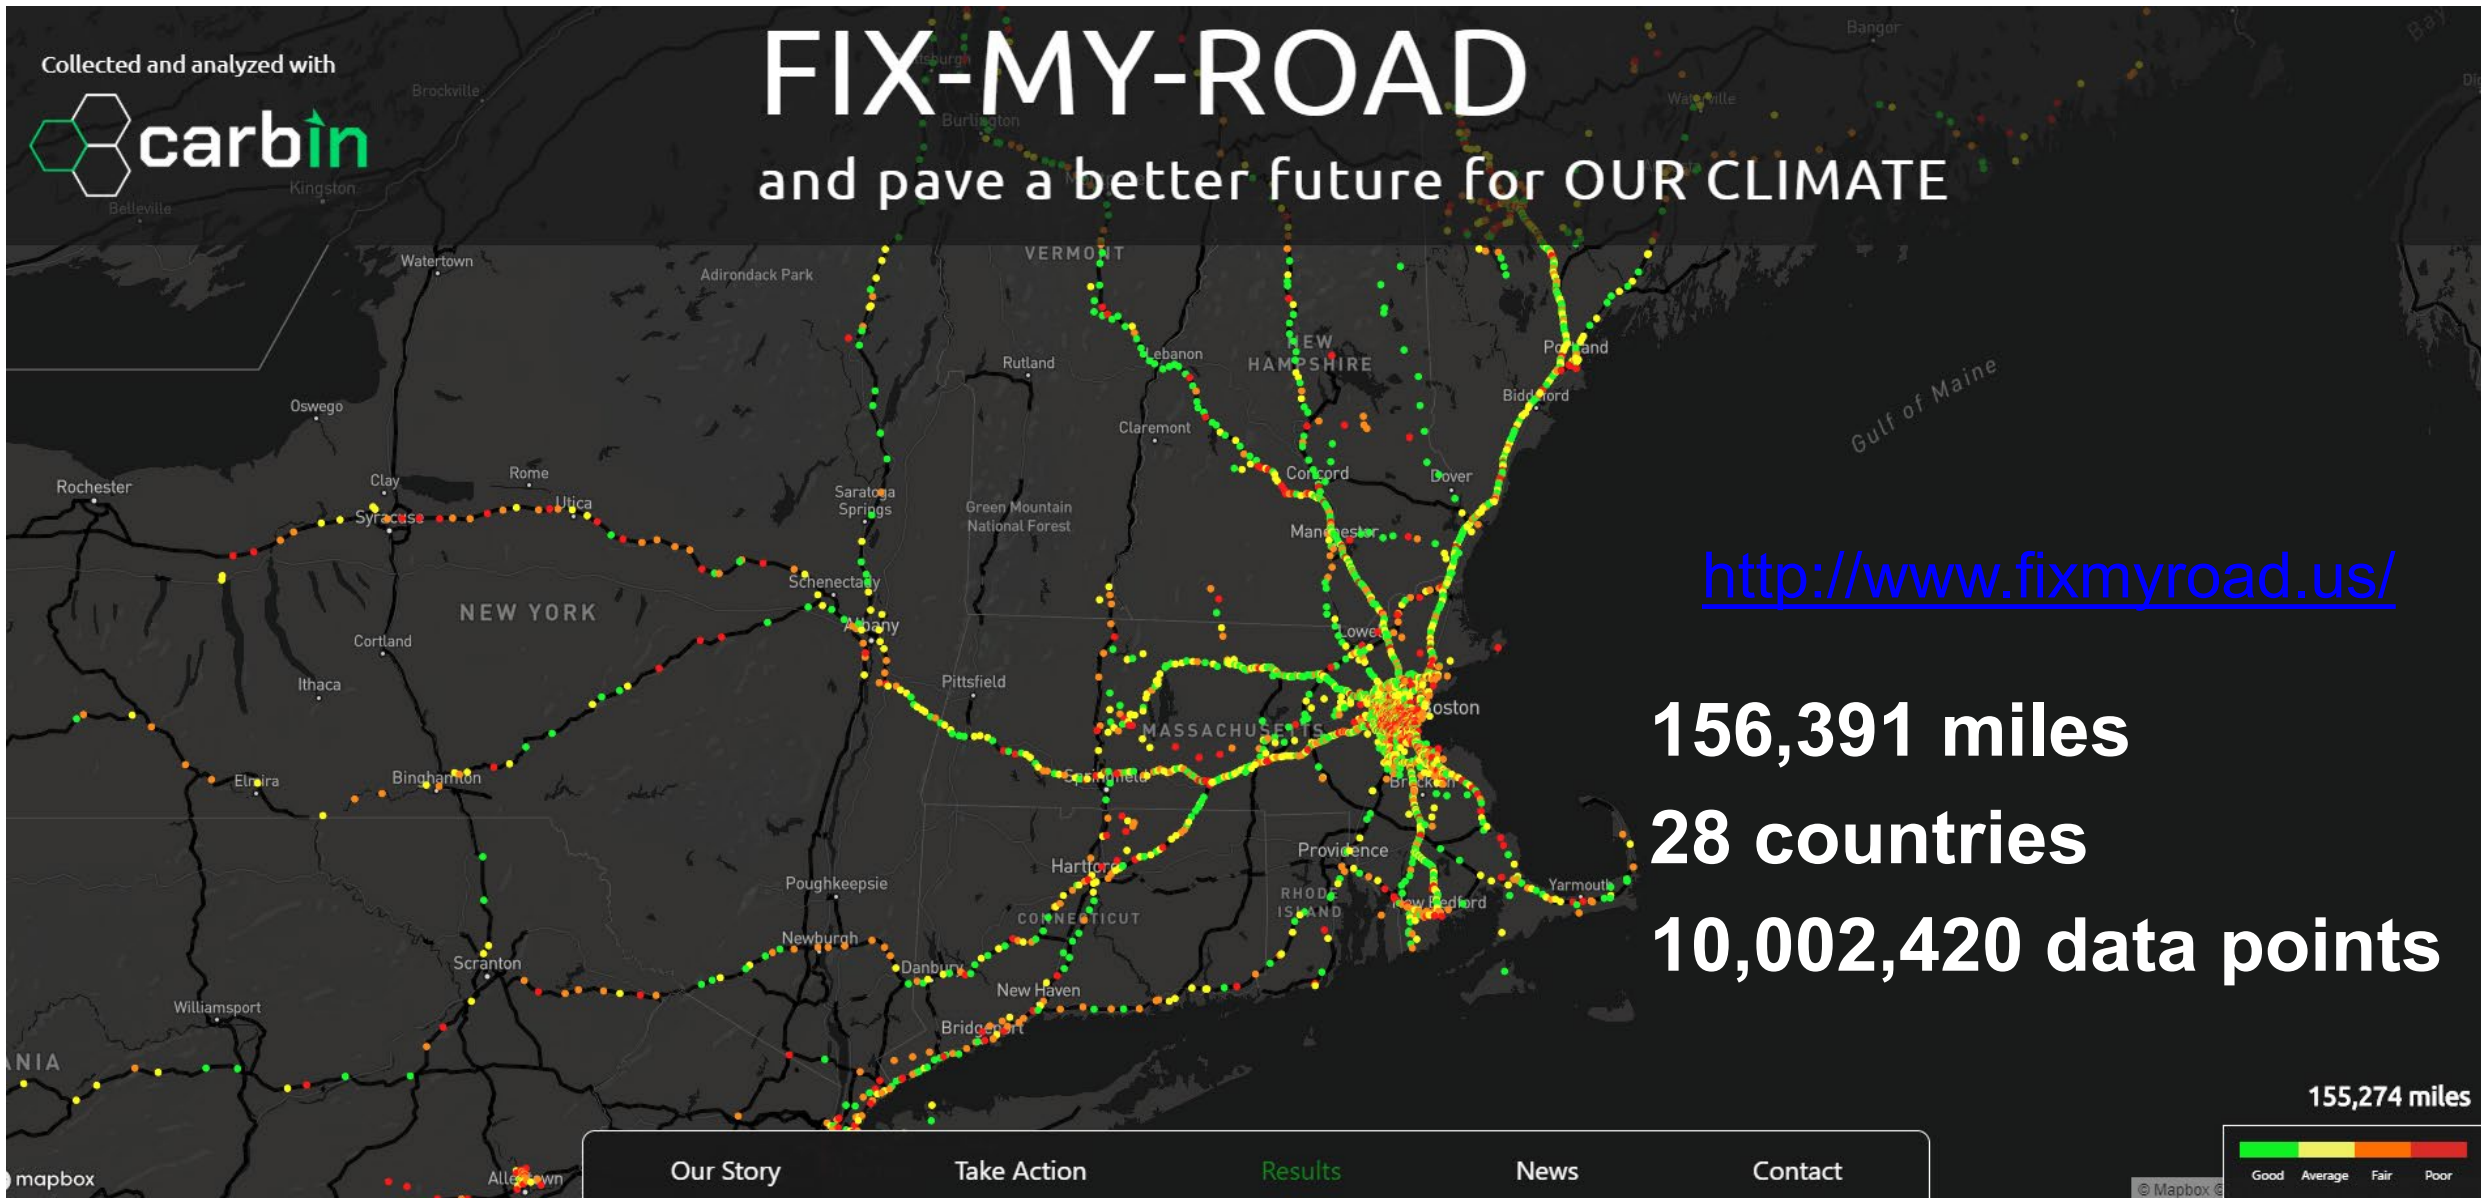 Collected and analyzed with
carbin
FIX-MY-ROAD
and pave a better future for OUR CLIMATE
Bangor
Brockville
Burlington
Waterville
Kingston
Belleville
Watertown
Adirondack Park
VERMONT
Rutland
Lebanon
NEW
HAMPSHIRE
Portland
Biddeford
Gulf of Maine
Oswego
Claremont
Rochester
Clay
Rome
Utica
Syracuse
Saratoga
Springs
Green Mountain
National Forest
Concord
Dover
Manchester
http://www.fixmyroad.us/
Schenectady
NEW YORK
Albany
Cortland
Ithaca
Lowell
Pittsfield
MASSACHUSETTS
Boston
156,391 miles
Elmira
Binghamton
Springfield
Brockton
28 countries
Hartford
Providence
Poughkeepsie
RHODE
ISLAND
Yarmouth
New Bedford
CONNECTICUT
10,002,420 data points
Newburgh
Danbury
Scranton
New Haven
Williamsport
Bridgeport
ANIA
155,274 miles
Allentown
mapbox
Our Story
Take Action
Results
News
Contact
© Mapbox ©
Good Average Fair Poor